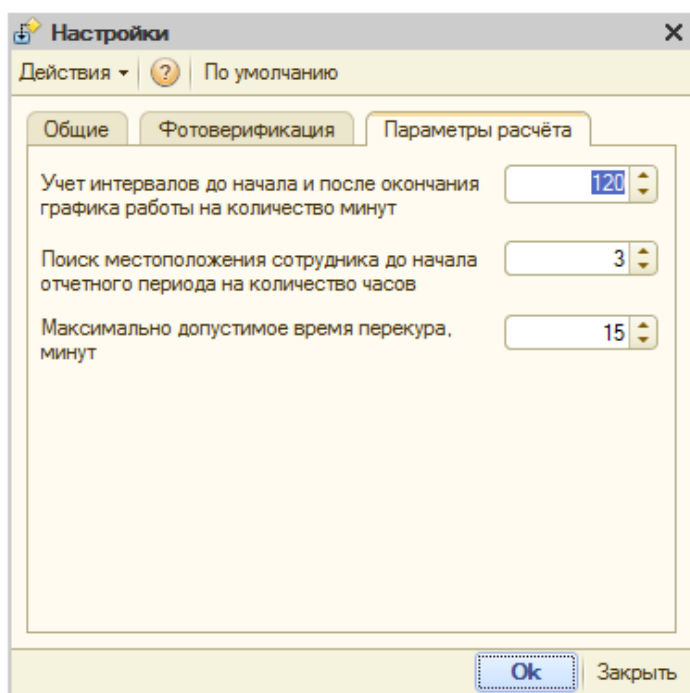 Настройки
Действия
? По умолчанию
Общие Фотоверификация Параметры расчёта
Учет интервалов до начала и после окончания
графика работы на количество минут
120
Поиск местоположения сотрудника до начала
отчетного периода на количество часов
3
Максимально допустимое время перекура,
минут
15
Ok Закрыть